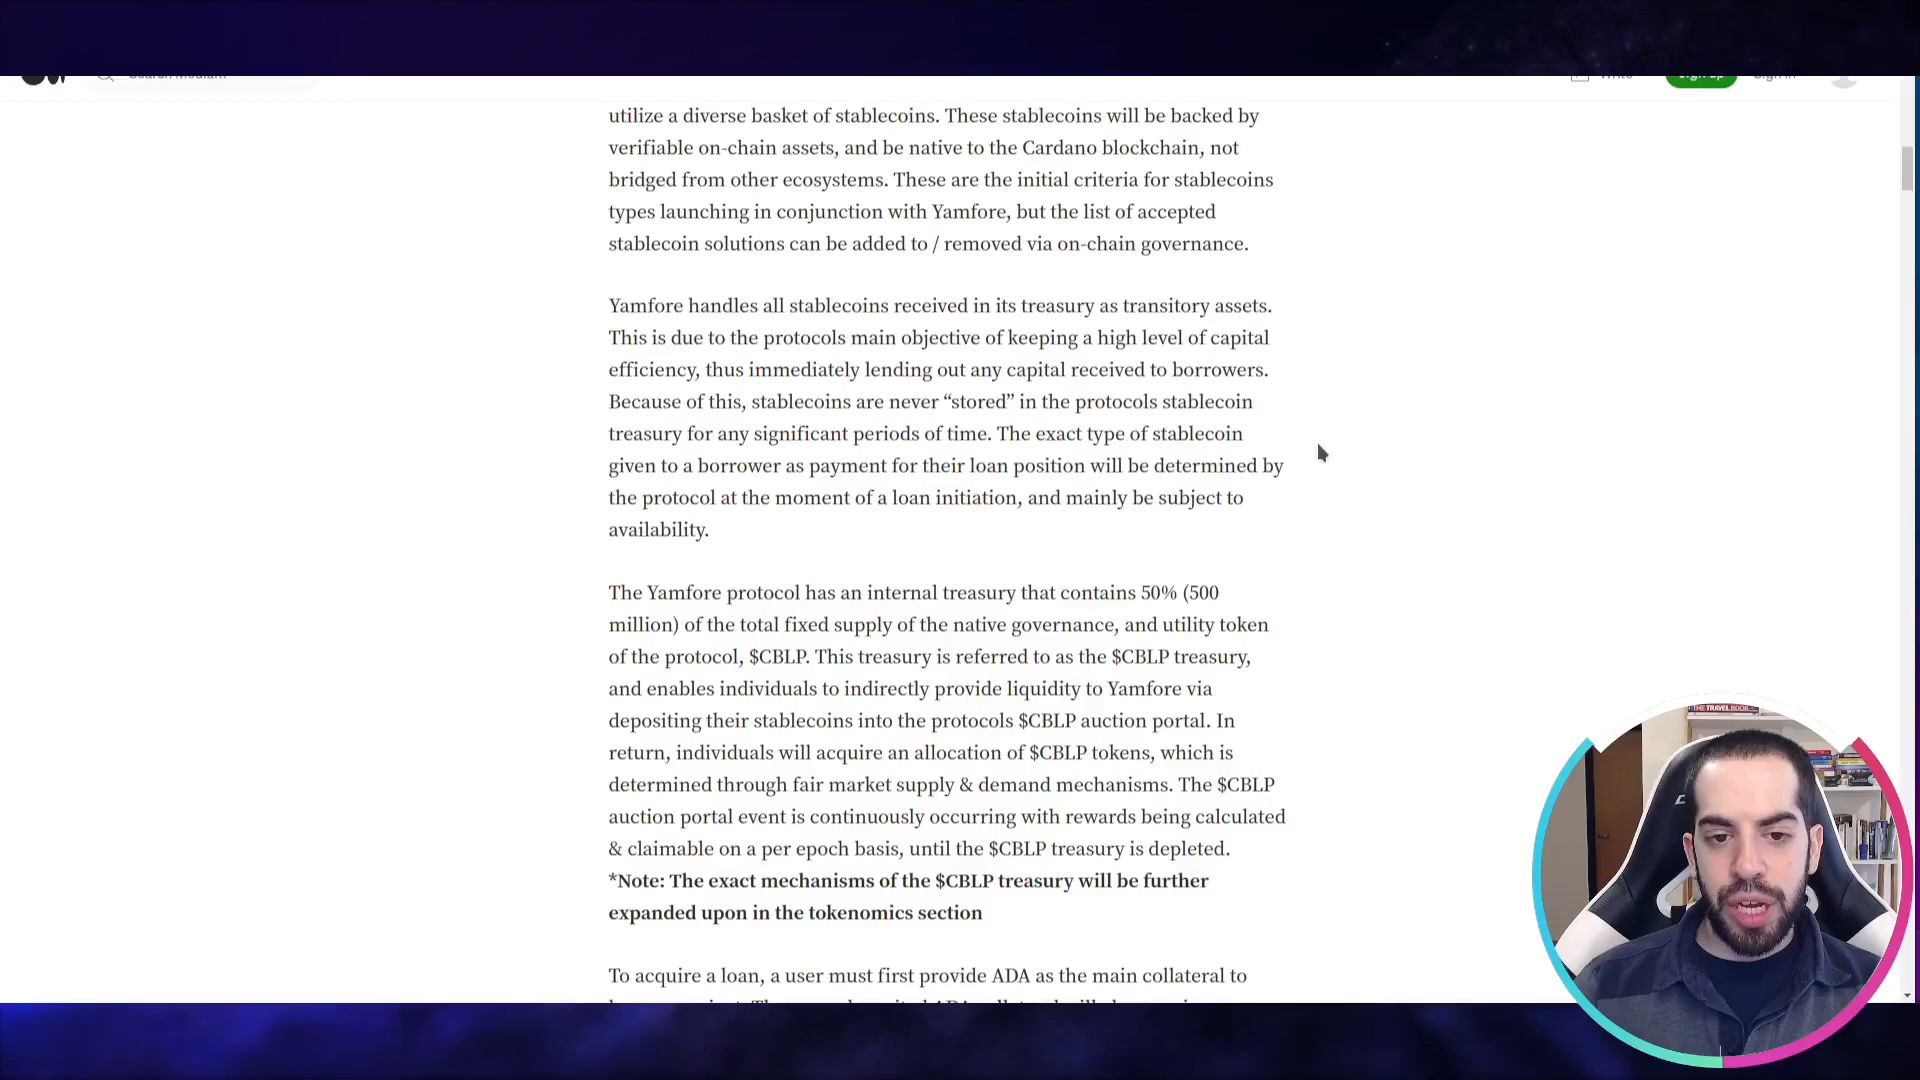 utilize a diverse basket of stablecoins. These stablecoins will be backed by
verifiable on-chain assets, and be native to the Cardano blockchain, not
bridged from other ecosystems. These are the initial criteria for stablecoins
types launching in conjunction with Yamfore, but the list of accepted
stablecoin solutions can be added to / removed via on-chain governance.
Yamfore handles all stablecoins received in its treasury as transitory assets.
This is due to the protocols main objective of keeping a high level of capital
efficiency, thus immediately lending out any capital received to borrowers.
Because of this, stablecoins are never “stored” in the protocols stablecoin
treasury for any significant periods of time. The exact type of stablecoin
given to a borrower as payment for their loan position will be determined by
the protocol at the moment of a loan initiation, and mainly be subject to
availability.
The Yamfore protocol has an internal treasury that contains 50% (500
million) of the total fixed supply of the native governance, and utility token
of the protocol, $CBLP. This treasury is referred to as the $CBLP treasury,
and enables individuals to indirectly provide liquidity to Yamfore via
depositing their stablecoins into the protocols $CBLP auction portal. In
return, individuals will acquire an allocation of $CBLP tokens, which is
determined through fair market supply & demand mechanisms. The $CBLP
auction portal event is continuously occurring with rewards being calculated
& claimable on a per epoch basis, until the $CBLP treasury is depleted.
*Note: The exact mechanisms of the $CBLP treasury will be further
expanded upon in the tokenomics section
To acquire a loan, a user must first provide ADA as the main collateral to
THE TRAVEL BOOK